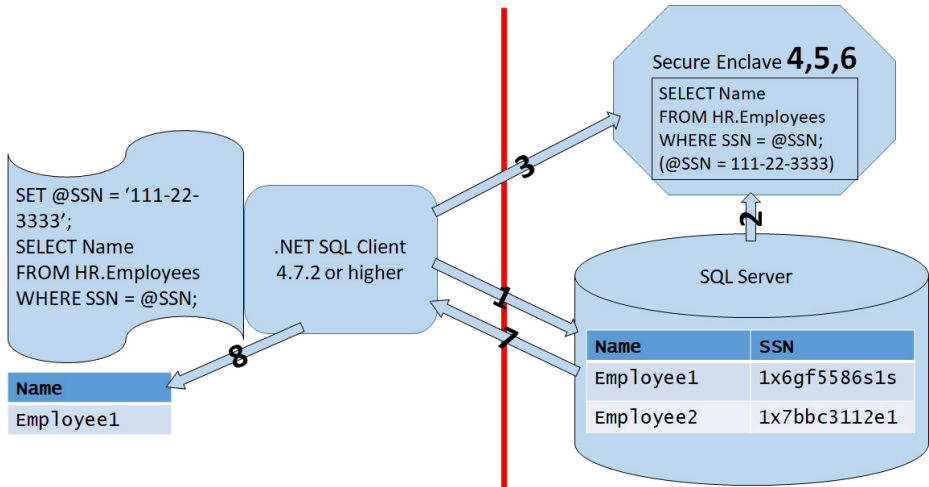 Secure Enclave 4,5,6
SELECT Name
FROM HR.Employees
WHERE SSN = @SSN;
(@SSN = 111-22-3333)
3
SET @SSN = ‘111-22-
3333’;
SELECT Name
FROM HR.Employees
WHERE SSN = @SSN;
.NET SQL Client
4.7.2 or higher
2
SQL Server
1
7
Name SSN
Employee1 1x6gf5586s1s
Employee2 1x7bbc3112e1
8
Name
Employee1